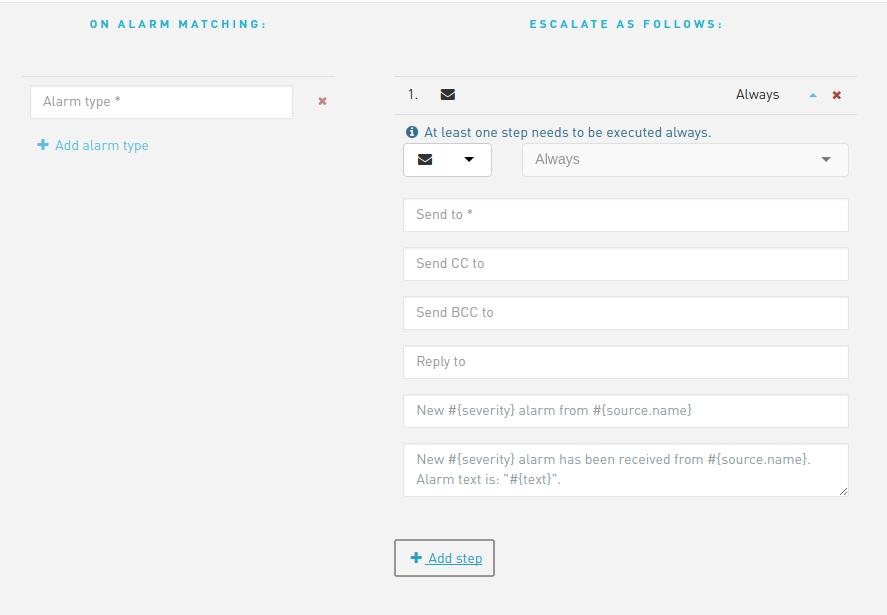 ON ALARM MATCHING:
Alarm type *
Add alarm type
ESCALATE AS FOLLOWS:
1. Always
At least one step needs to be executed always.
Always
Send to *
Send CC to
Send BCC to
Reply to
New #{severity} alarm from #{source.name}
New #{severity} alarm has been received from #{source.name}.
Alarm text is: "#{text}".
Add step